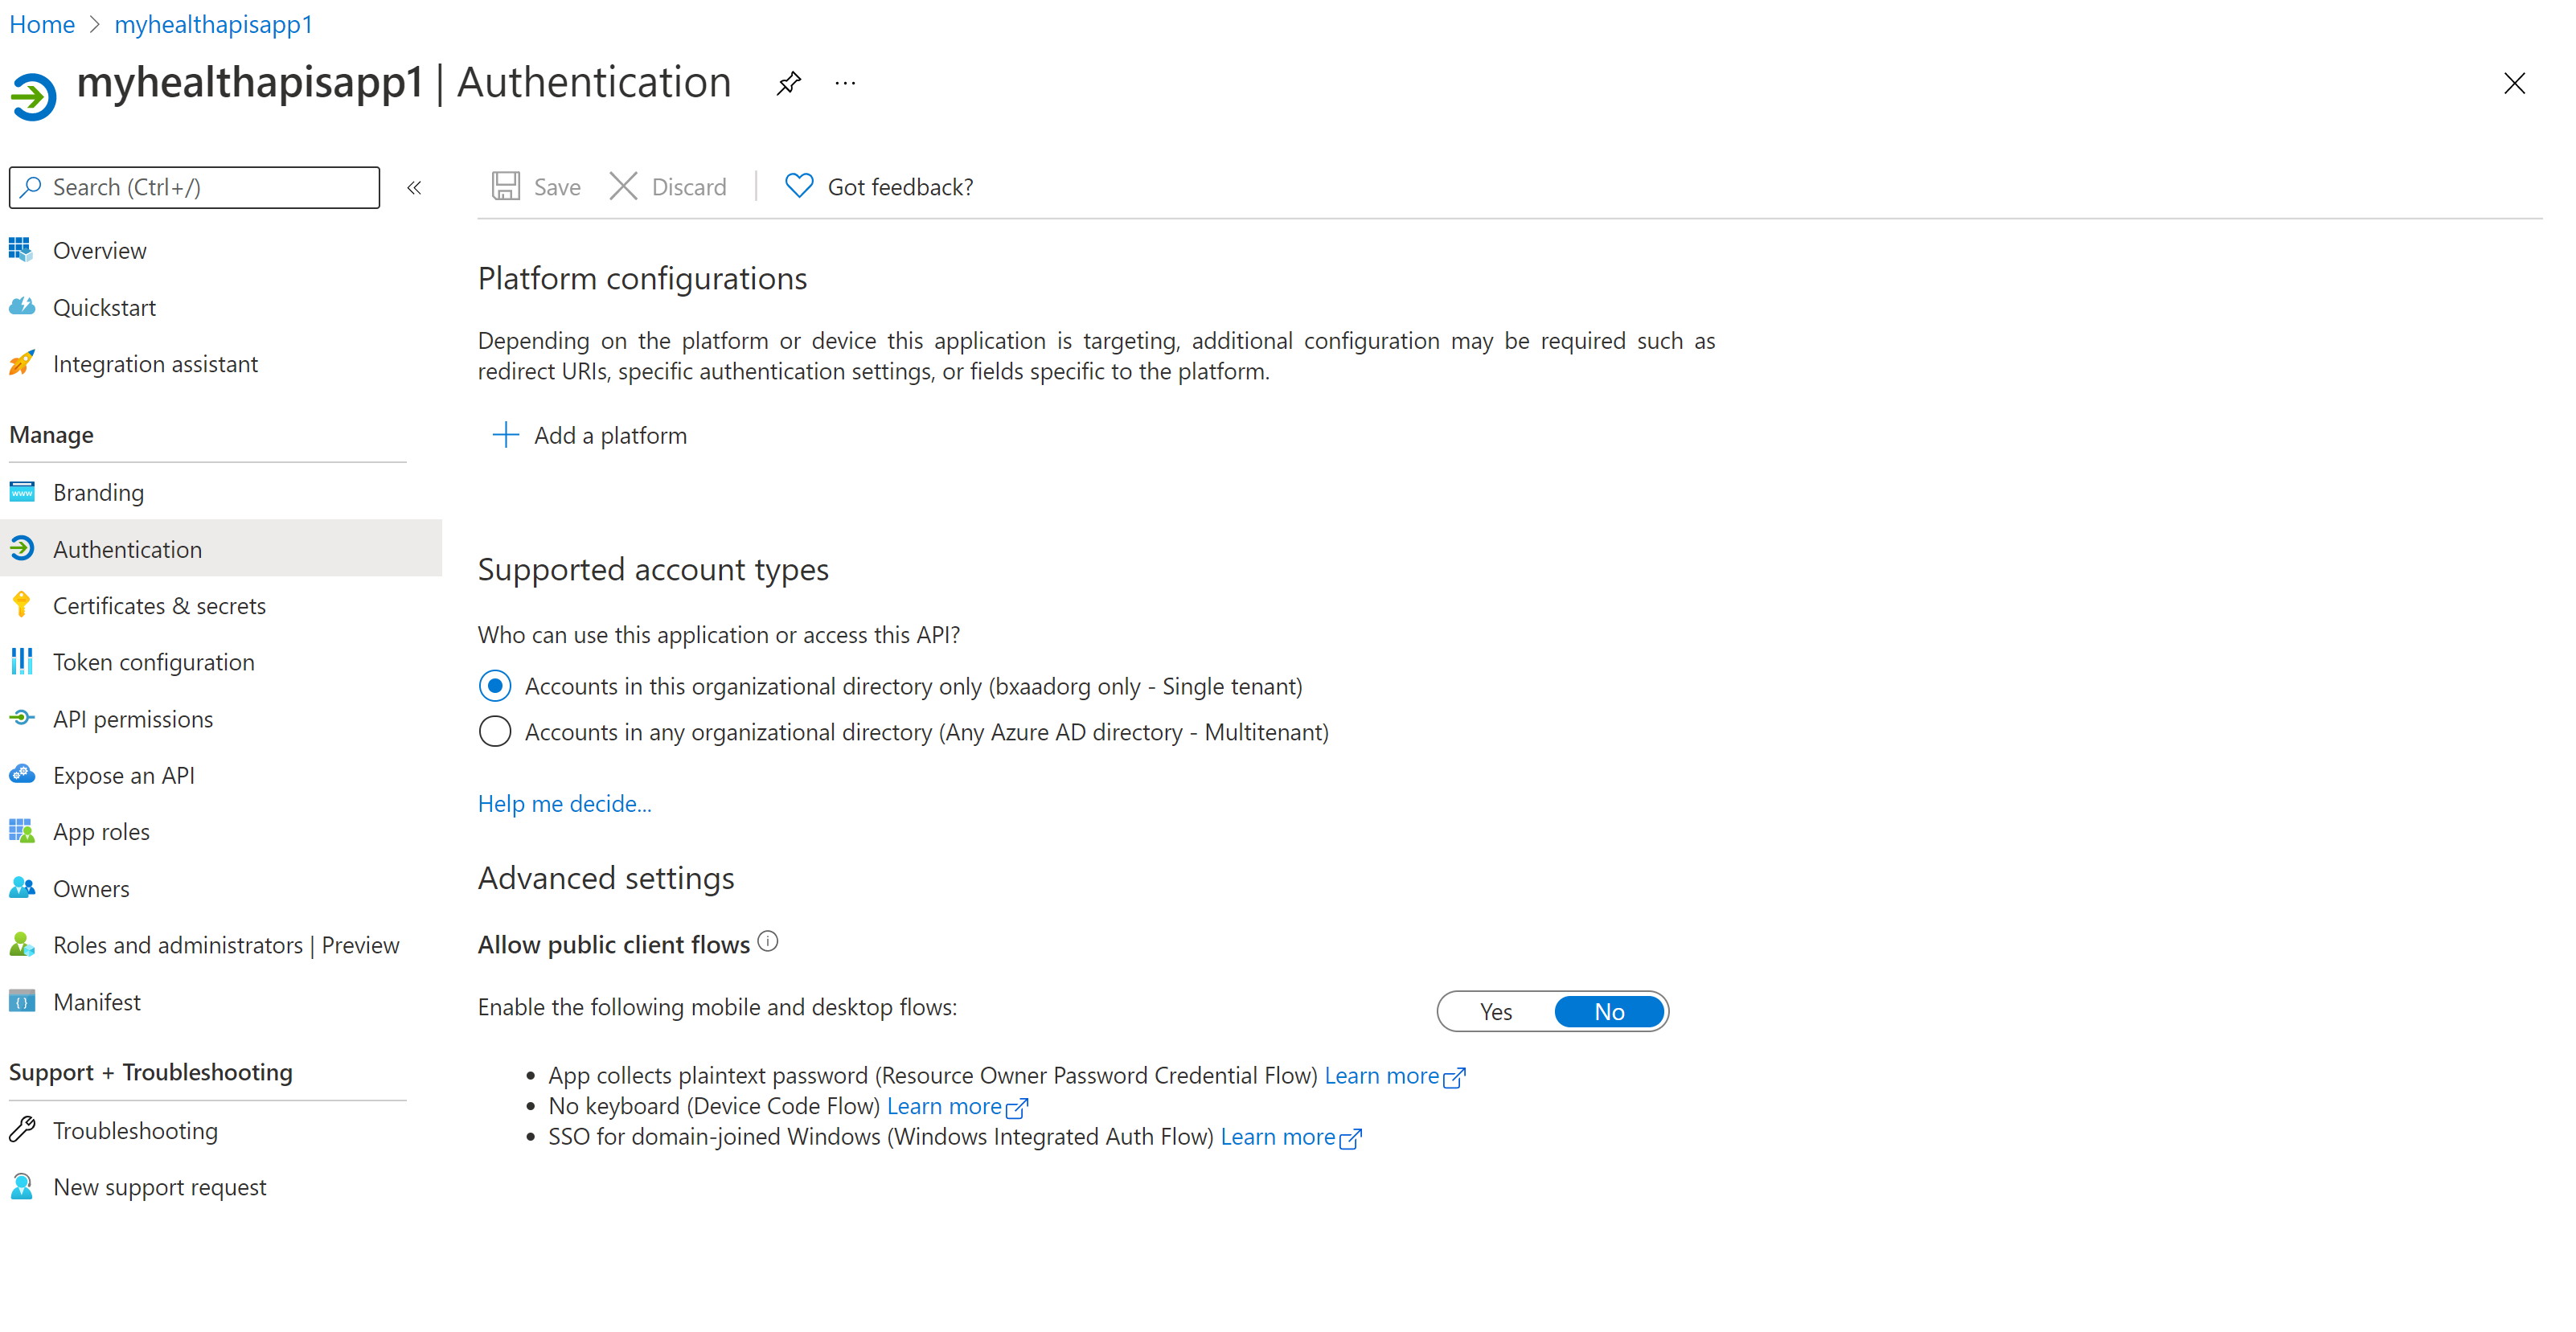 Home > myhealthapisapp1
myhealthapisapp1 | Authentication ...
Search (Ctrl+/) «
Overview
Quickstart
Integration assistant
Manage
Branding
Authentication
Certificates & secrets
Token configuration
API permissions
Expose an API
App roles
Owners
Roles and administrators | Preview
Manifest
Support + Troubleshooting
Troubleshooting
New support request
Save Discard Got feedback?
Platform configurations
Depending on the platform or device this application is targeting, additional configuration may be required such as
redirect URIs, specific authentication settings, or fields specific to the platform.
Add a platform
Supported account types
Who can use this application or access this API?
Accounts in this organizational directory only (bxaadorg only - Single tenant)
Accounts in any organizational directory (Any Azure AD directory - Multitenant)
Help me decide...
Advanced settings
Allow public client flows
Enable the following mobile and desktop flows: Yes No
• App collects plaintext password (Resource Owner Password Credential Flow) Learn more
• No keyboard (Device Code Flow) Learn more
• SSO for domain-joined Windows (Windows Integrated Auth Flow) Learn more